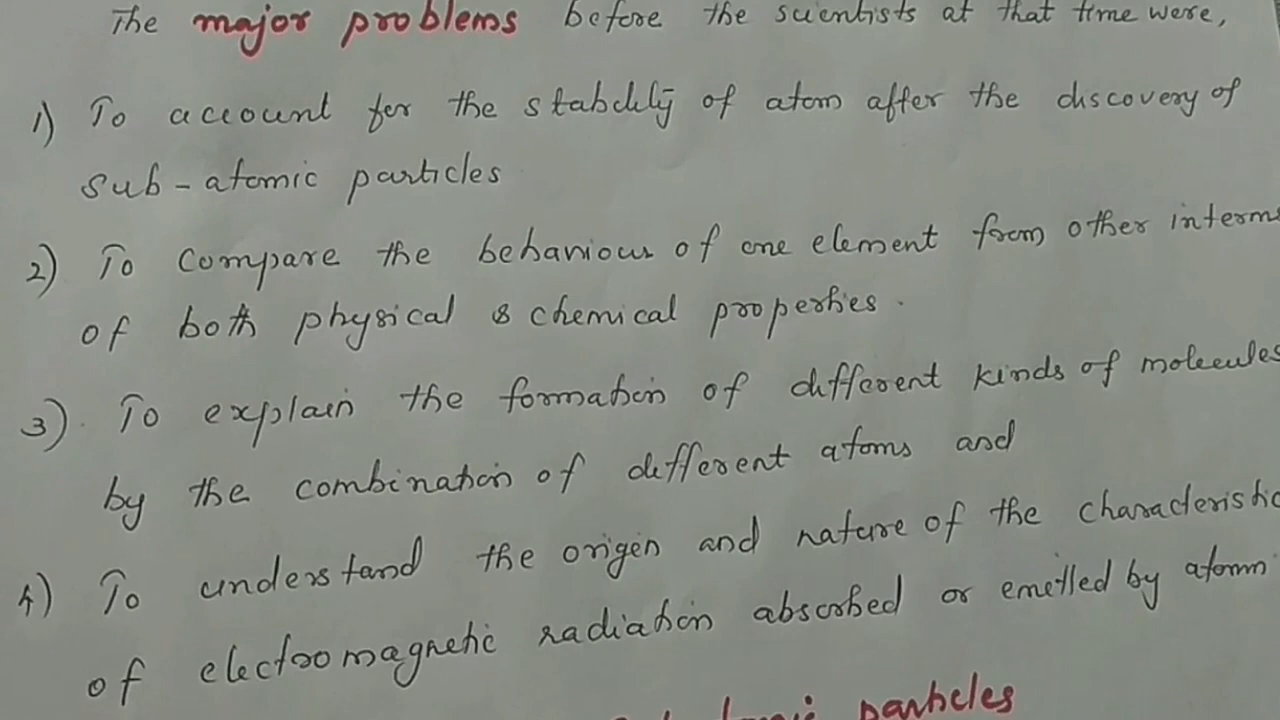 The major problems before the scientists at that time were,
1) To account for the stability of atom after the discovery of
sub-atomic particles
2) To compare the behaviour of one element from other interms
of both physical & chemical properties.
3) To explain the formation of different kinds of molecules
by the combination of different atoms and
4) To understand the origin and nature of the characteristic
of electromagnetic radiation absorbed or emitted by atom
particles